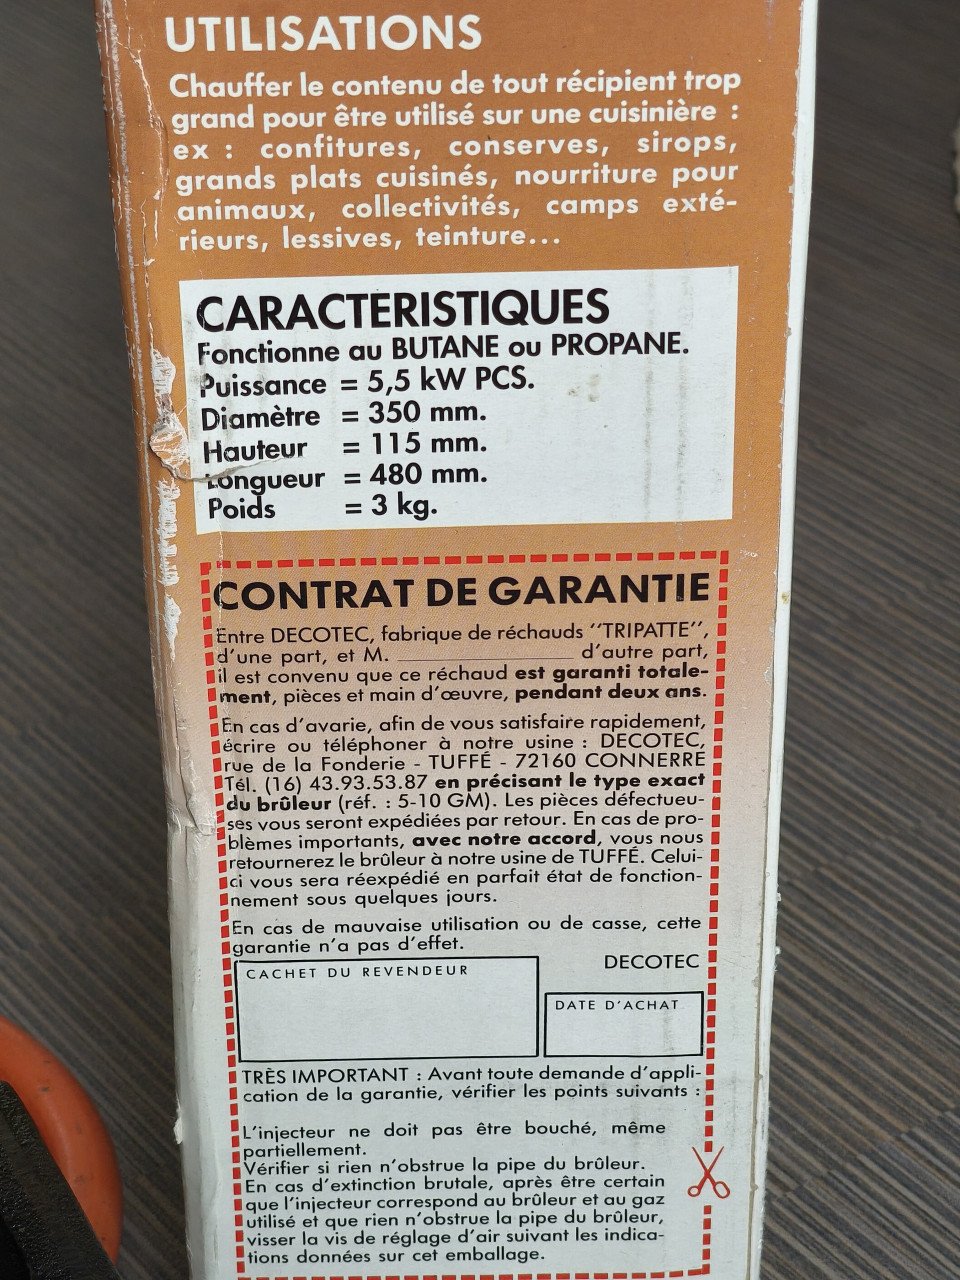 UTILISATIONS
Chauffer le contenu de tout récipient trop
grand pour être utilisé sur une cuisinière :
ex : confitures, conserves, sirops,
grands plats cuisinés, nourriture pour
animaux, collectivités, camps exté-
rieurs, lessives, teinture...
CARACTERISTIQUES
Fonctionne au BUTANE ou PROPANE.
Puissance = 5,5 kW PCS.
Diamètre = 350 mm.
Hauteur = 115 mm.
Longueur = 480 mm.
Poids = 3 kg.
CONTRAT DE GARANTIE
Entre DECOTEC, fabrique de réchauds ''TRIPATTE'',
d'une part, et M. ____________ d'autre part,
il est convenu que ce réchaud est garanti totale-
ment, pièces et main d'œuvre, pendant deux ans.
En cas d'avarie, afin de vous satisfaire rapidement,
écrire ou téléphoner à notre usine : DECOTEC,
rue de la Fonderie - TUFFÉ - 72160 CONNERRÉ
Tél. (16) 43.93.53.87 en précisant le type exact
du brûleur (réf. : 5-10 GM). Les pièces défectueu-
ses vous seront expédiées par retour. En cas de pro-
blèmes importants, avec notre accord, vous nous
retournerez le brûleur à notre usine de TUFFÉ. Celui-
ci vous sera réexpédié en parfait état de fonction-
nement sous quelques jours.
En cas de mauvaise utilisation ou de casse, cette
garantie n'a pas d'effet.
DECOTEC
CACHET DU REVENDEUR
DATE D'ACHAT
TRÈS IMPORTANT : Avant toute demande d'appli-
cation de la garantie, vérifier les points suivants :
L'injecteur ne doit pas être bouché, même
partiellement.
Vérifier si rien n'obstrue la pipe du brûleur.
En cas d'extinction brutale, après être certain
que l'injecteur correspond au brûleur et au gaz
utilisé et que rien n'obstrue la pipe du brûleur,
visser la vis de réglage d'air suivant les indica-
tions données sur cet emballage.